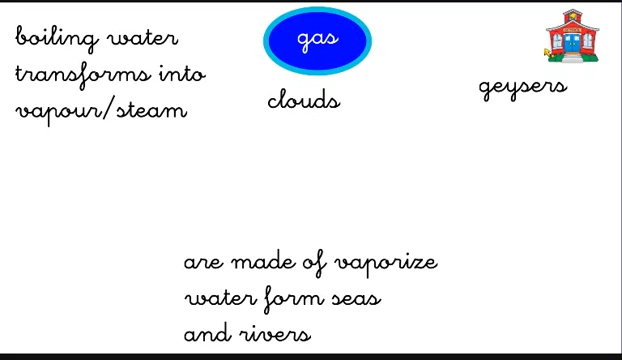 boiling water
transforms into
vapour/steam
gas
clouds
geysers
are made of vaporize
water form seas
and rivers